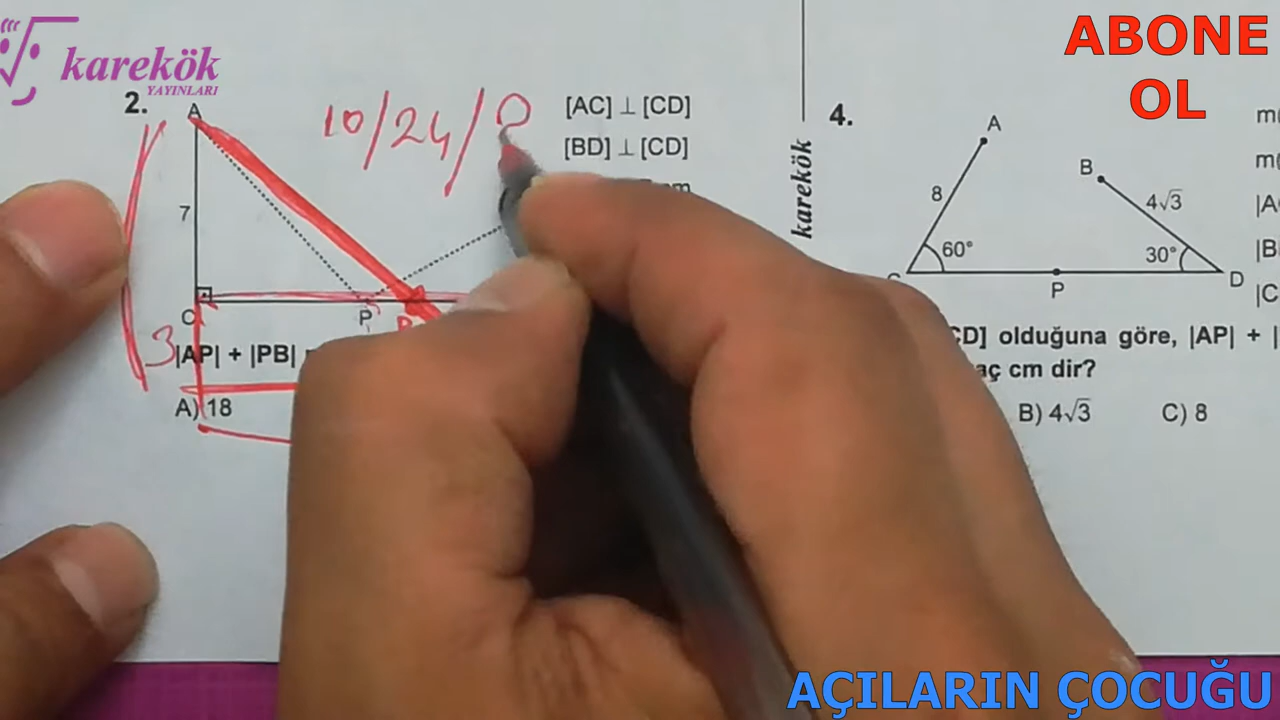 karekök
YAYINLARI
ABONE
OL
2.
A
10/24/
[AC] ⊥ [CD]
[BD] ⊥ [CD]
7
C
P
3
|AP| + |PB|
A) 18
karekök
4.
A
B
8
4√3
60°
30°
P
D
CD] olduğuna göre, |AP| +
cm dir?
B) 4√3 C) 8
AÇILARIN ÇOCUĞU